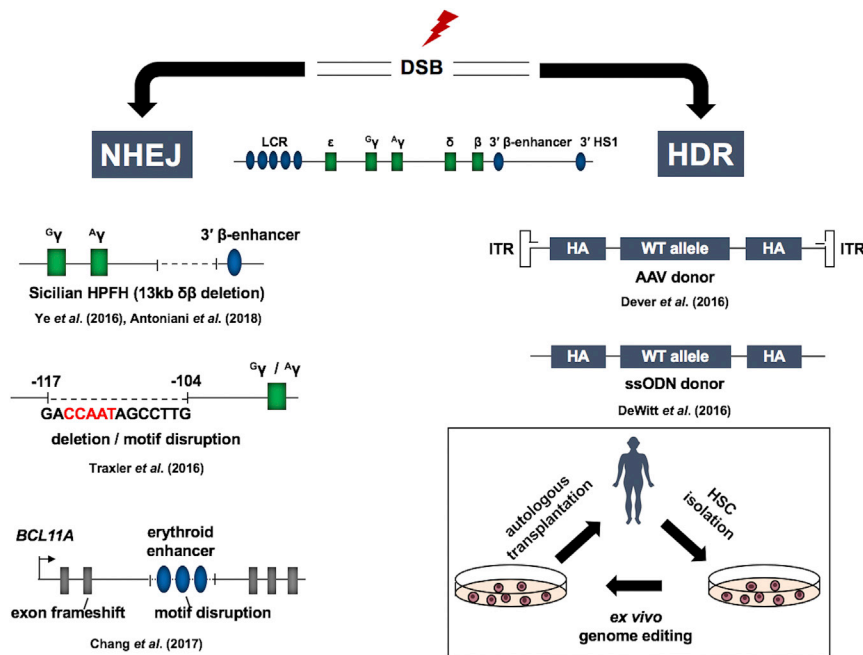 DSB
NHEJ
HDR
LCR ε Gγ Aγ δ β 3′ β-enhancer 3′ HS1
Gγ Aγ 3′ β-enhancer
Sicilian HPFH (13kb δβ deletion)
Ye et al. (2016), Antoniani et al. (2018)
-117 -104 Gγ / Aγ
GACCAATAGCCTTG
deletion / motif disruption
Traxler et al. (2016)
BCL11A
erythroid
enhancer
exon frameshift motif disruption
Chang et al. (2017)
ITR HA WT allele HA ITR
AAV donor
Dever et al. (2016)
HA WT allele HA
ssODN donor
DeWitt et al. (2016)
autologous
transplantation
HSC
isolation
ex vivo
genome editing